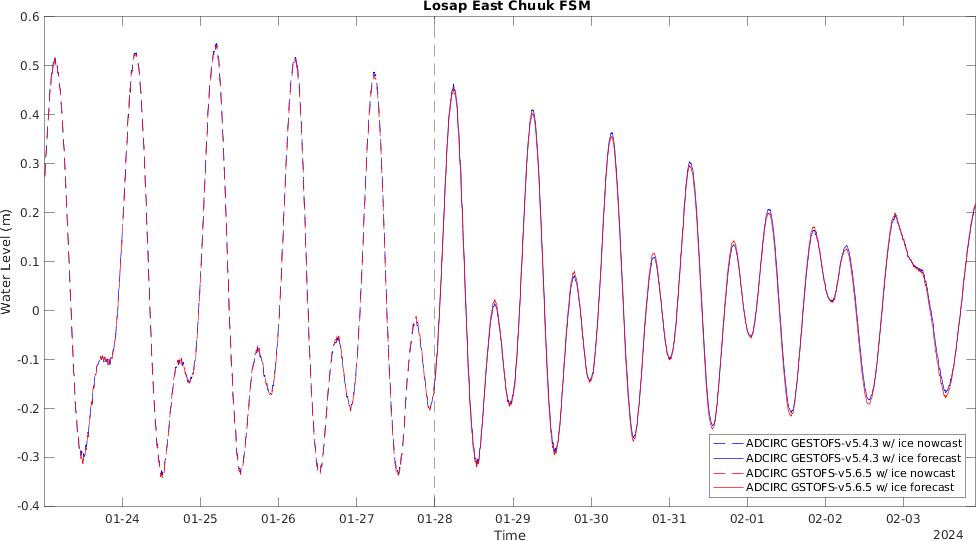 Losap East Chuuk FSM
0.6
0.5
0.4
0.3
0.2
0.1
0
-0.1
-0.2
-0.3
-0.4
Water Level (m)
ADCIRC GESTOFS-v5.4.3 w/ ice nowcast
ADCIRC GESTOFS-v5.4.3 w/ ice forecast
ADCIRC GSTOFS-v5.6.5 w/ ice nowcast
ADCIRC GSTOFS-v5.6.5 w/ ice forecast
01-24 01-25 01-26 01-27 01-28 01-29 01-30 01-31 02-01 02-02 02-03
Time
2024